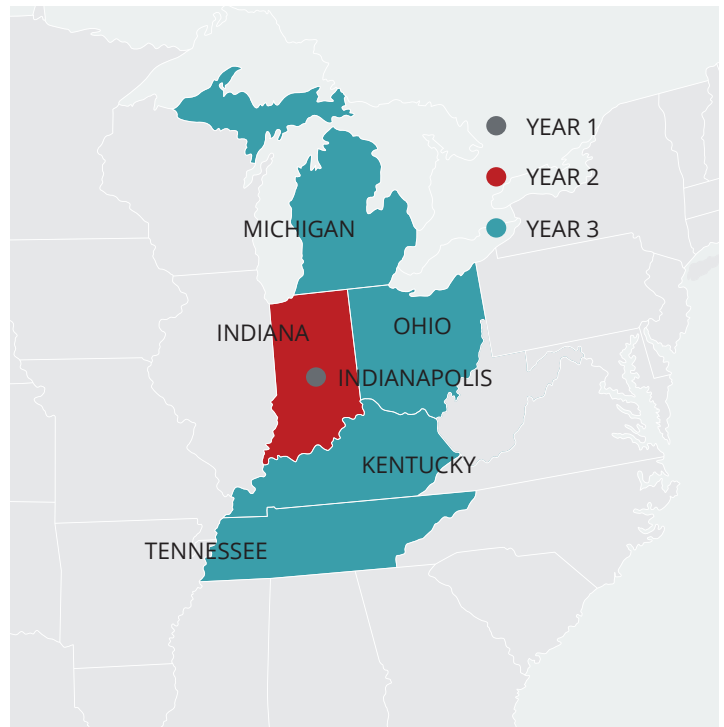 YEAR 1
YEAR 2
YEAR 3
MICHIGAN
INDIANA
OHIO
INDIANAPOLIS
KENTUCKY
TENNESSEE